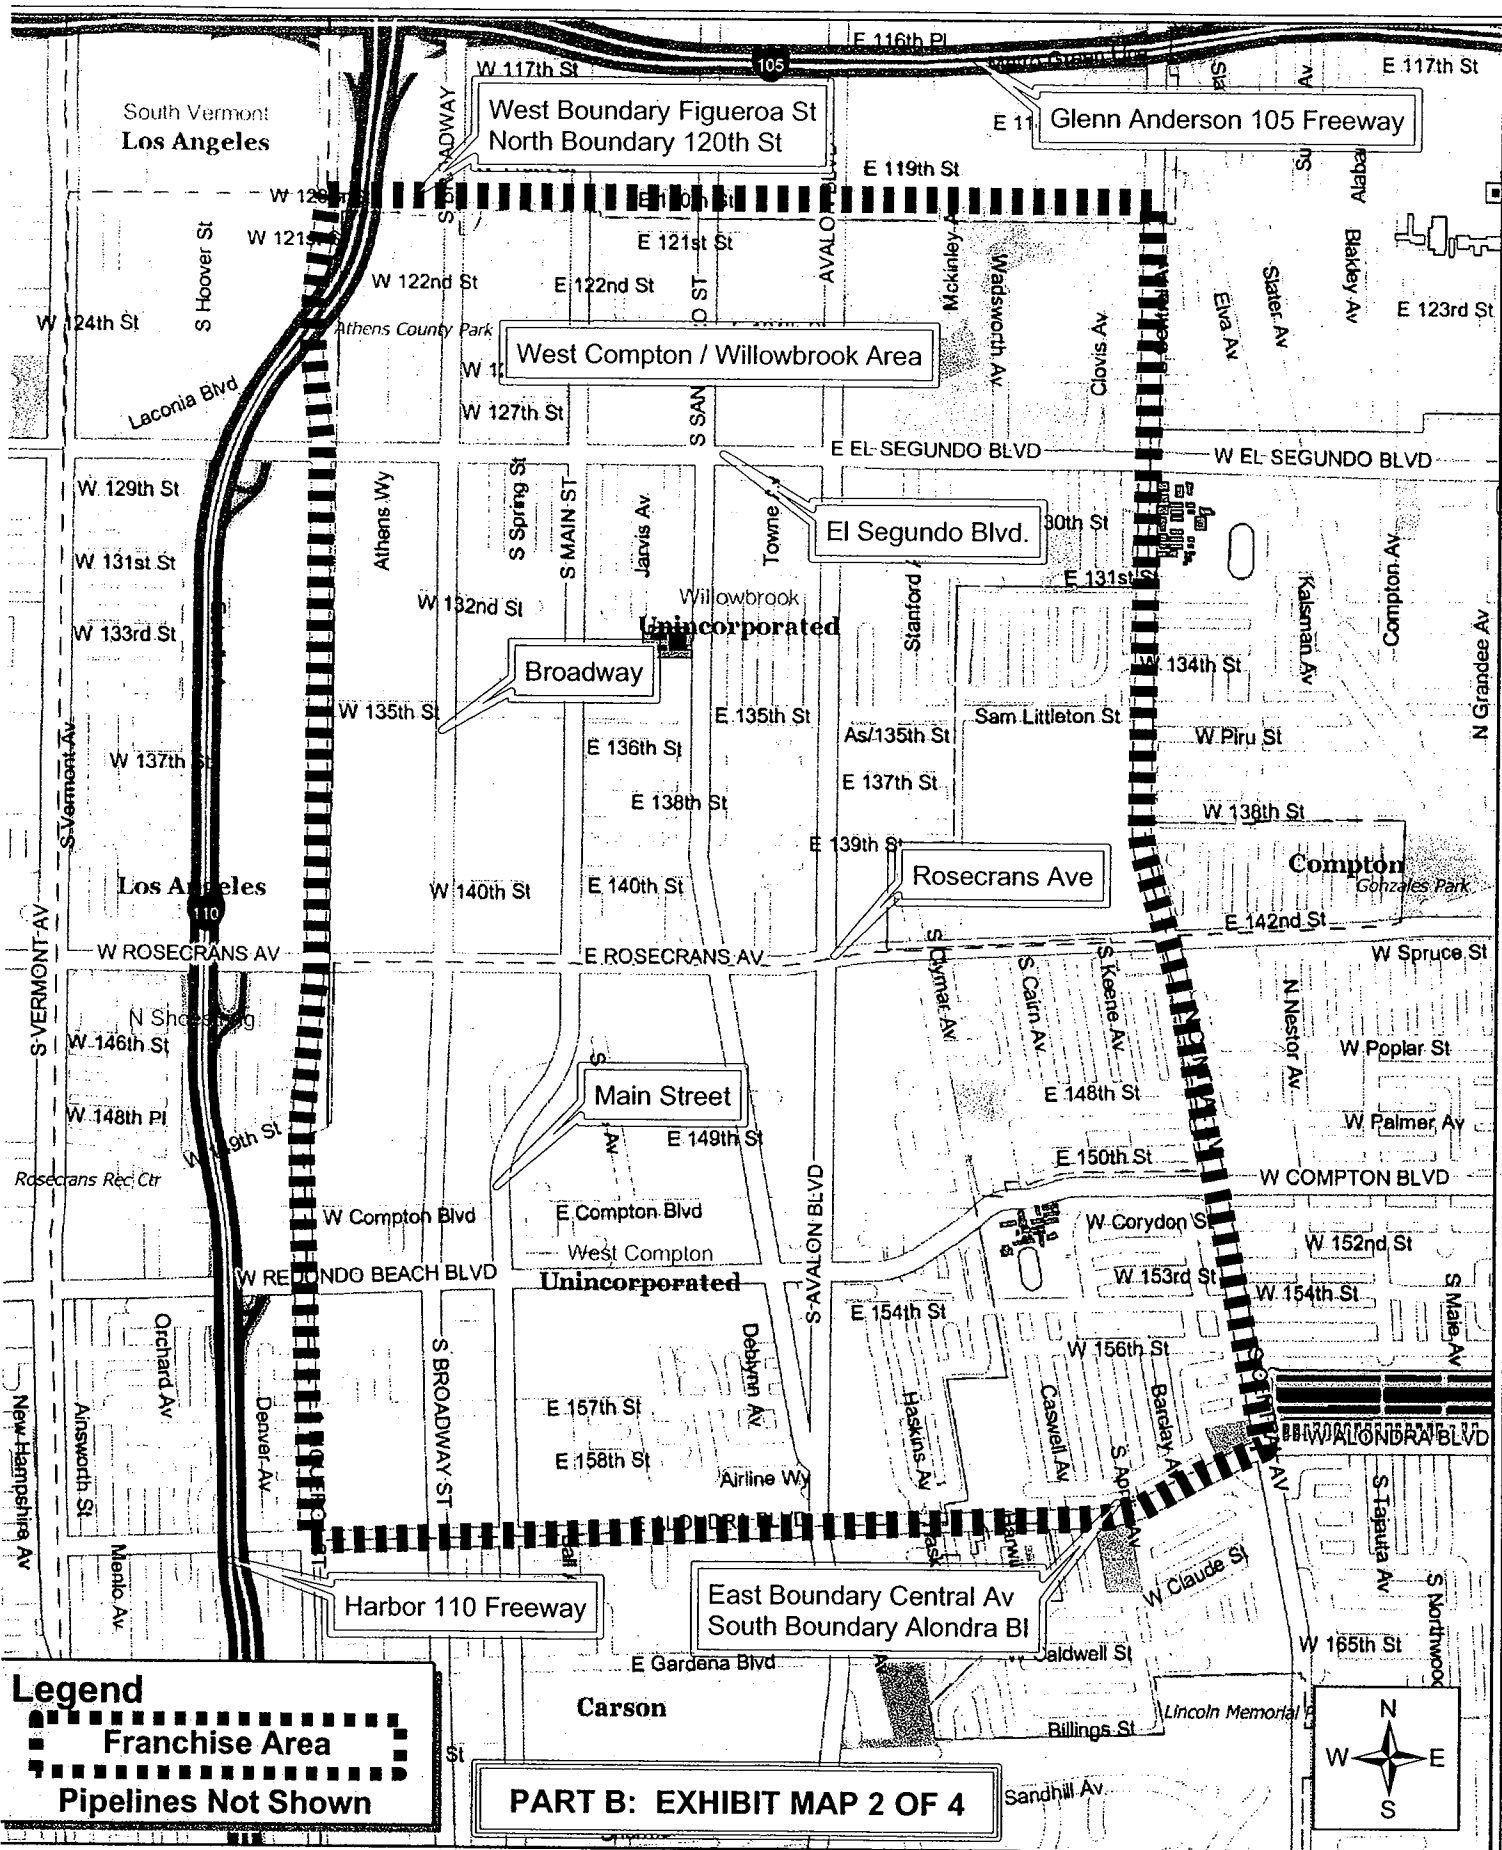 E 116th Pl
105
W 117th St
E 117th St
South Vermont
Los Angeles
West Boundary Figueroa St
North Boundary 120th St
Glenn Anderson 105 Freeway
E 119th St
E 121st St
S Hoover St
W 122nd St
E 122nd St
W 124th St
Athens County Park
Wadsworth Av
Clovis Av
Elva Av
Slater Av
Blakley Av
E 123rd St
West Compton / Willowbrook Area
Laconia Blvd
W 127th St
E EL SEGUNDO BLVD
W EL SEGUNDO BLVD
W 129th St
Athens Wy
S Spring St
S MAIN ST
Jarvis Av
Towne
El Segundo Blvd.
30th St
W 131st St
E 131st
Compton Av
Kalsman Av
N Grandee Av
W 132nd St
Willowbrook
Unincorporated
W 133rd St
Broadway
W 134th St
W 135th St
E 135th St
Sam Littleton St
As/135th St
W Piru St
E 136th St
S Vermont Av
W 137th St
E 137th St
E 138th St
W 138th St
E 139th St
Los Angeles
110
W 140th St
E 140th St
Rosecrans Ave
Compton
Gonzales Park
E 142nd St
S VERMONT AV
W ROSECRANS AV
E ROSECRANS AV
W Spruce St
S Clymar Av
S Cairn Av
S Keene Av
N Nestor Av
W 146th St
W Poplar St
Main Street
E 148th St
W 148th Pl
W Palmer Av
W 149th St
E 149th St
E 150th St
Rosecrans Rec Ctr
W COMPTON BLVD
S AVALON BLVD
W Compton Blvd
E Compton Blvd
W Corydon St
West Compton
Unincorporated
W 152nd St
W REDONDO BEACH BLVD
W 153rd St
W 154th St
E 154th St
S Maie Av
Orchard Av
S BROADWAY ST
Deblynn Av
W 156th St
New Hampshire Av
Ainsworth St
Denver Av
E 157th St
Haskins Av
Caswell Av
Barclay Av
W ALONDRA BLVD
E 158th St
Airline Wy
S Tajauta Av
Menlo Av
W Claude St
S Northwood
Harbor 110 Freeway
East Boundary Central Av
South Boundary Alondra Bl
W 165th St
E Gardena Blvd
Caldwell St
Carson
Lincoln Memorial
Billings St
Legend
Franchise Area
Pipelines Not Shown
St
PART B: EXHIBIT MAP 2 OF 4
Sandhill Av
N
W E
S